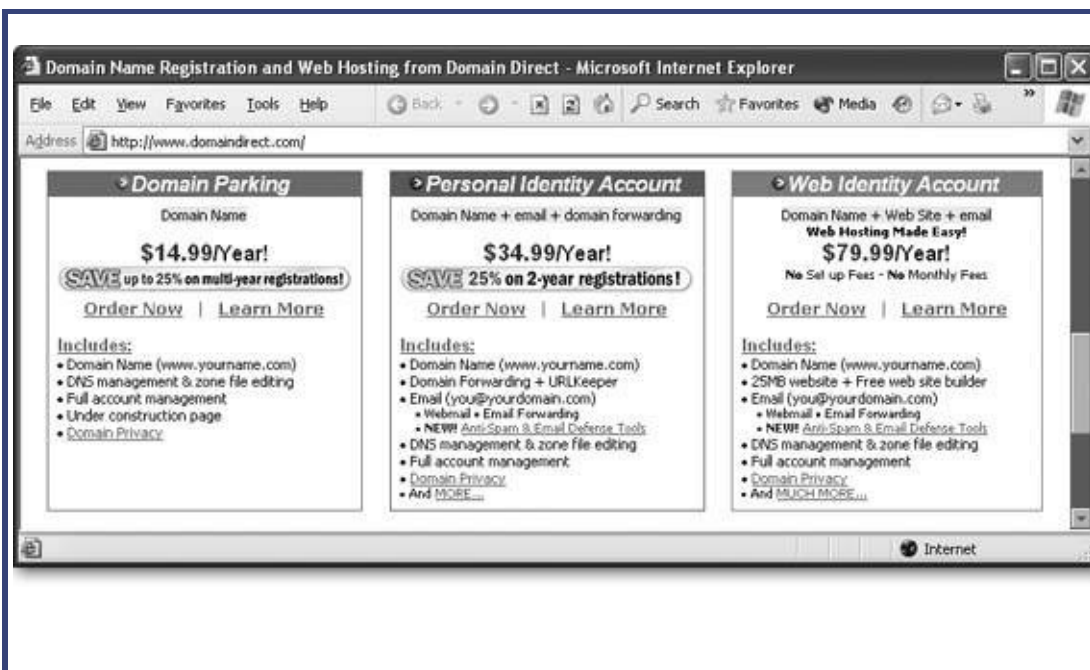 Domain Name Registration and Web Hosting from Domain Direct - Microsoft Internet Explorer
File Edit View Favorites Tools Help Back Search Favorites Media »
Address http://www.domaindirect.com/
Domain Parking
Domain Name
$14.99/Year!
SAVE up to 25% on multi-year registrations!
Order Now | Learn More
Includes:
• Domain Name (www.yourname.com)
• DNS management & zone file editing
• Full account management
• Under construction page
• Domain Privacy
Personal Identity Account
Domain Name + email + domain forwarding
$34.99/Year!
SAVE 25% on 2-year registrations!
Order Now | Learn More
Includes:
• Domain Name (www.yourname.com)
• Domain Forwarding + URLKeeper
• Email (you@yourdomain.com)
• Webmail • Email Forwarding
• NEW! Anti-Spam & Email Defense Tools
• DNS management & zone file editing
• Full account management
• Domain Privacy
• And MORE...
Web Identity Account
Domain Name + Web Site + email
Web Hosting Made Easy!
$79.99/Year!
No Set up Fees - No Monthly Fees
Order Now | Learn More
Includes:
• Domain Name (www.yourname.com)
• 25MB website + Free web site builder
• Email (you@yourdomain.com)
• Webmail • Email Forwarding
• NEW! Anti-Spam & Email Defense Tools
• DNS management & zone file editing
• Full account management
• Domain Privacy
• And MUCH MORE...
Internet